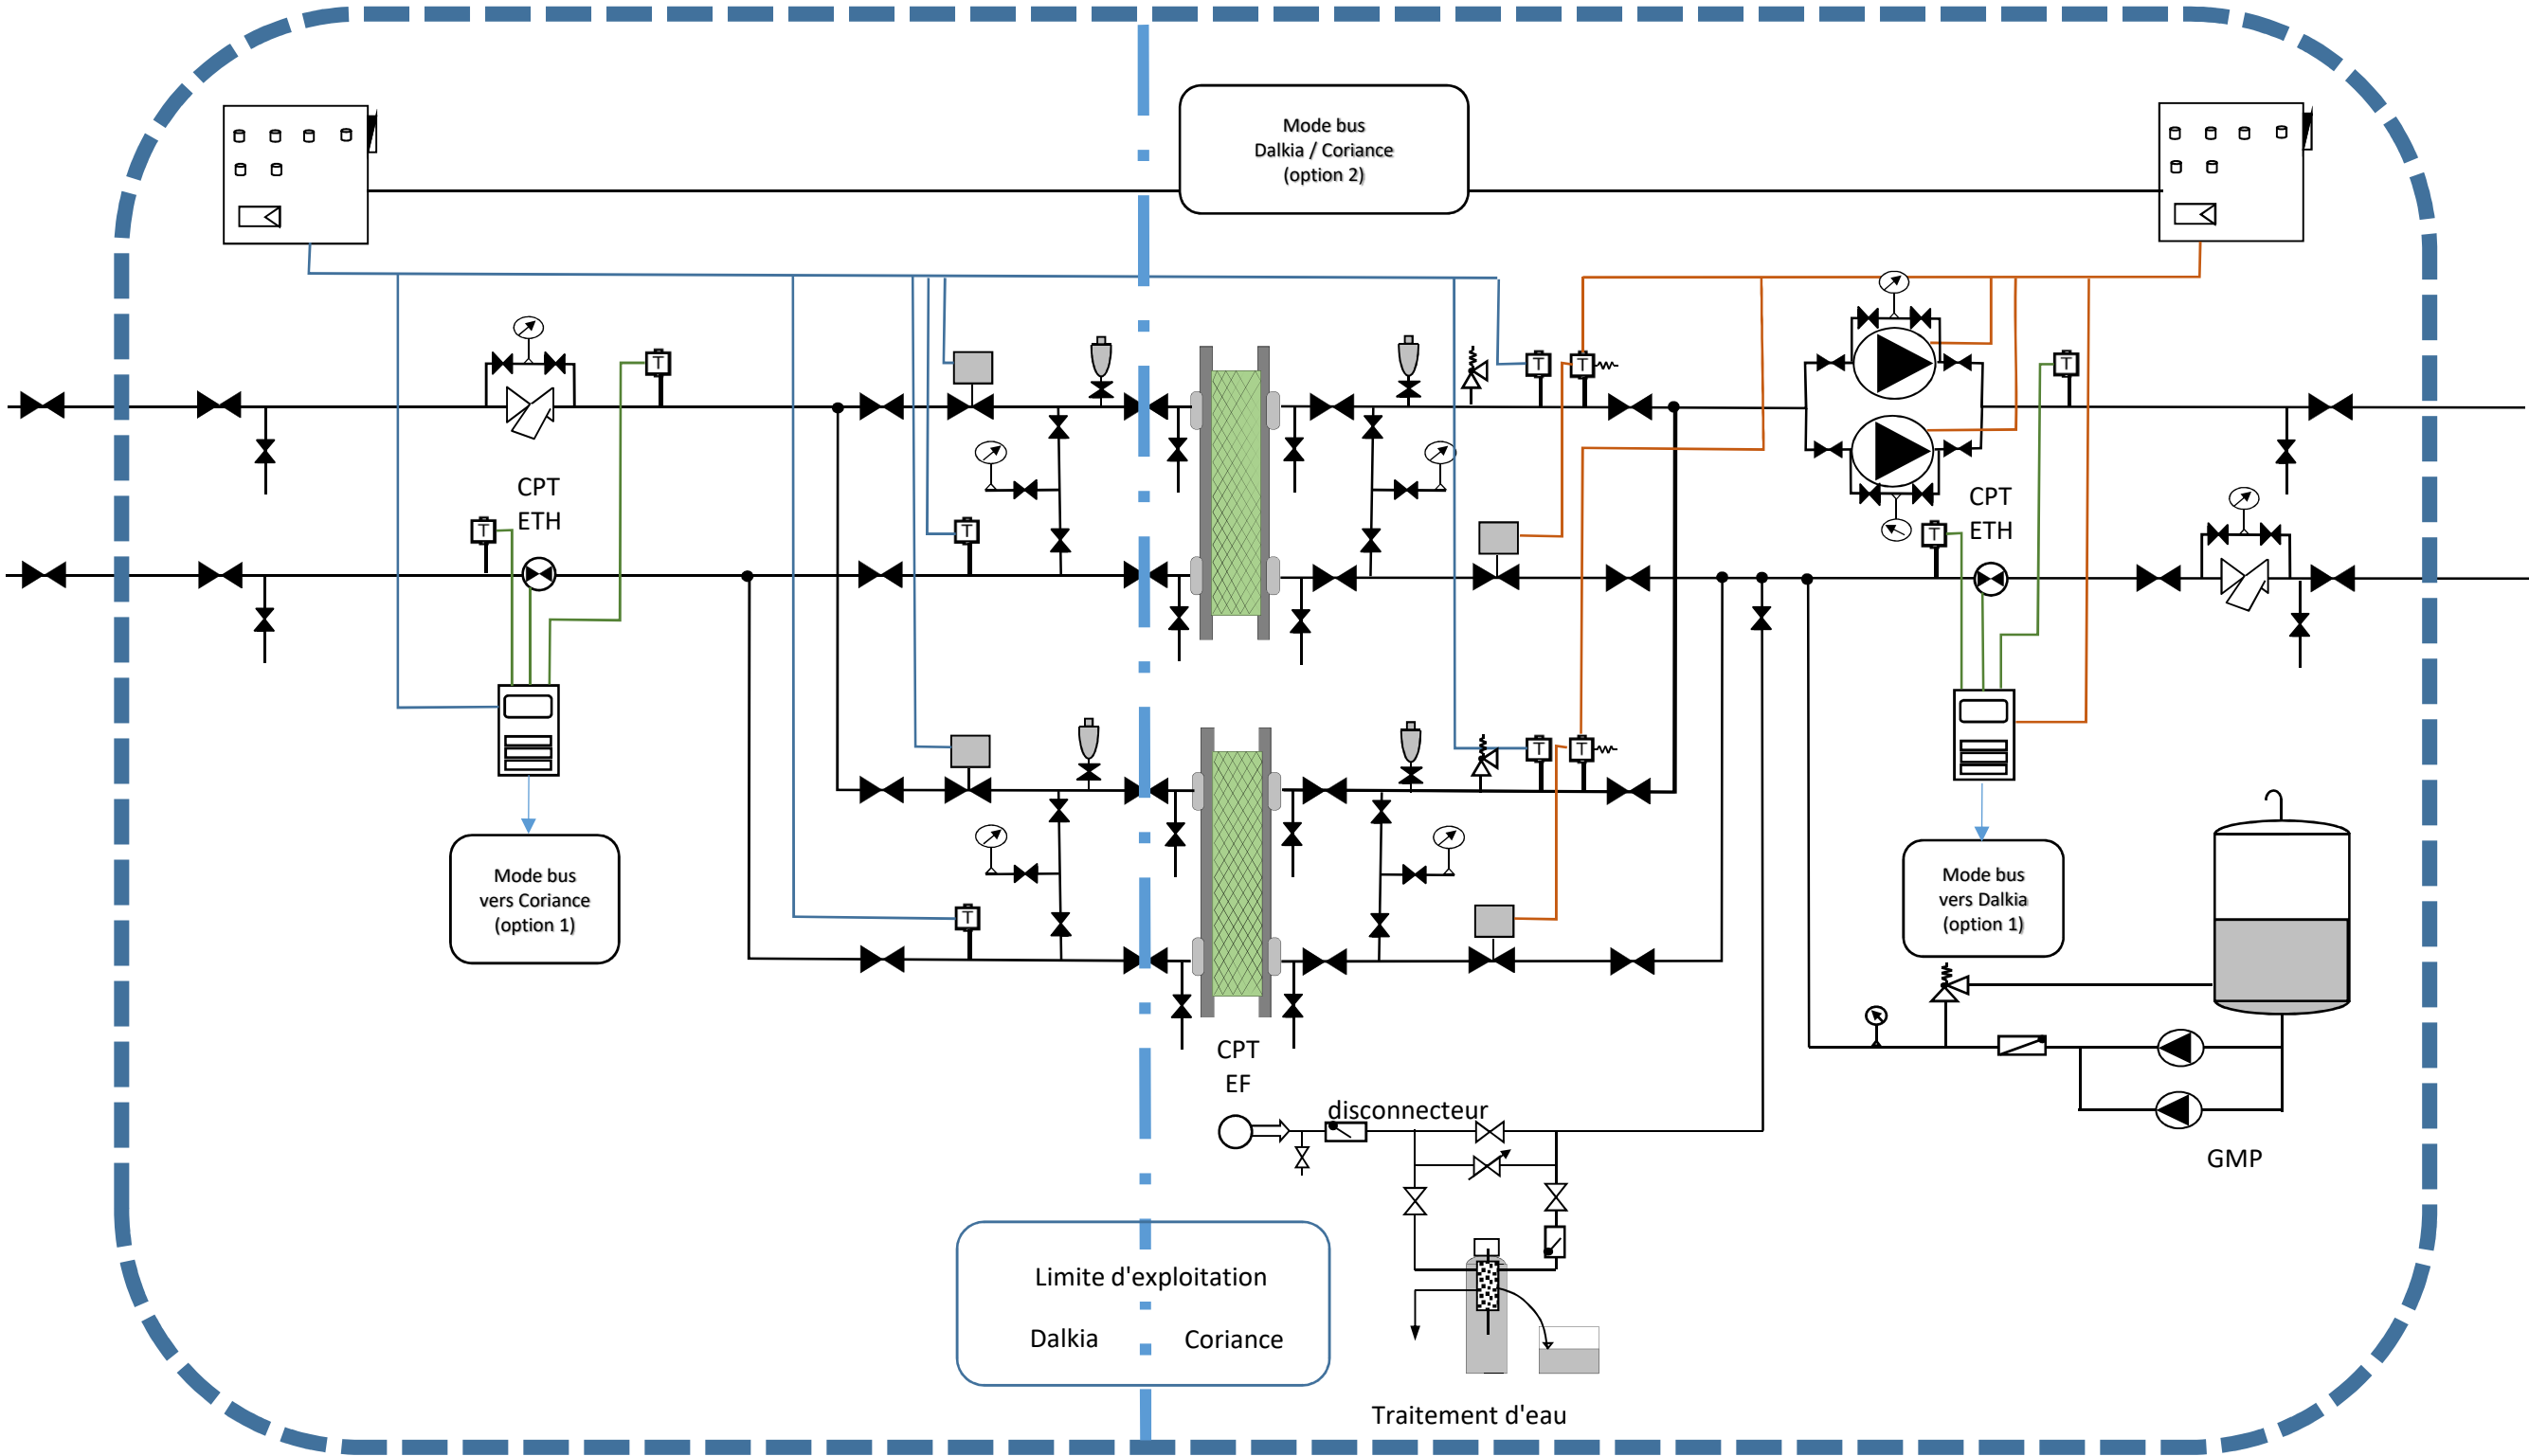 Mode bus
Dalkia / Coriance
(option 2)
T
T
T
T
CPT
ETH
CPT
ETH
T
T
T
Mode bus
vers Coriance
(option 1)
T
T
T
Mode bus
vers Dalkia
(option 1)
CPT
EF
disconnecteur
GMP
Limite d'exploitation
Dalkia
Coriance
Traitement d'eau